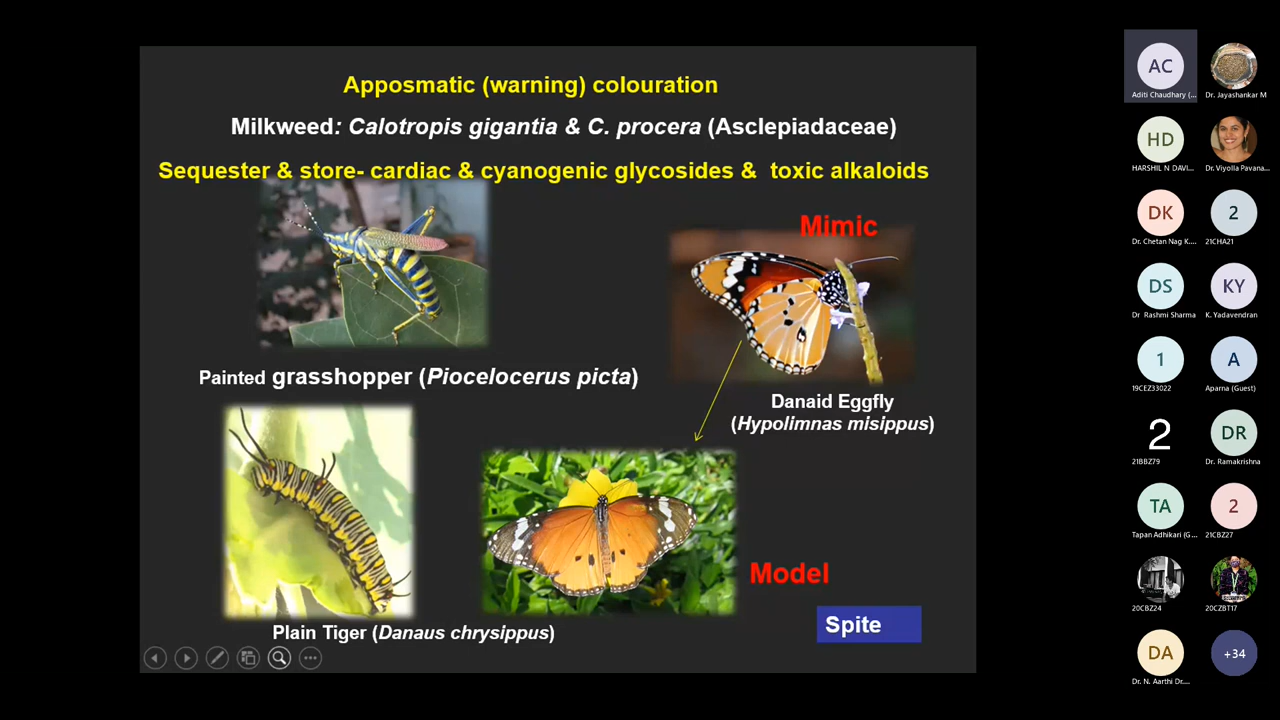 Apposmatic (warning) colouration
Milkweed: Calotropis gigantia & C. procera (Asclepiadaceae)
Sequester & store- cardiac & cyanogenic glycosides & toxic alkaloids
Mimic
Painted grasshopper (Piocelocerus picta)
Danaid Eggfly
(Hypolimnas misippus)
Model
Spite
Plain Tiger (Danaus chrysippus)
AC
Aditi Chaudhary (...
Dr. Jayashankar M
HD
HARSHIL N DAVI...
Dr. Viyolla Pavana...
DK
Dr. Chetan Nag K....
2
21CHA21
DS
Dr Rashmi Sharma
KY
K. Yadavendran
1
19CEZ33022
A
Aparna (Guest)
2
21BBZ79
DR
Dr. Ramakrishna
TA
Tapan Adhikari (G...
2
21CBZ27
20CBZ24
20CZBT17
DA
Dr. N. Aarthi Dr....
+34